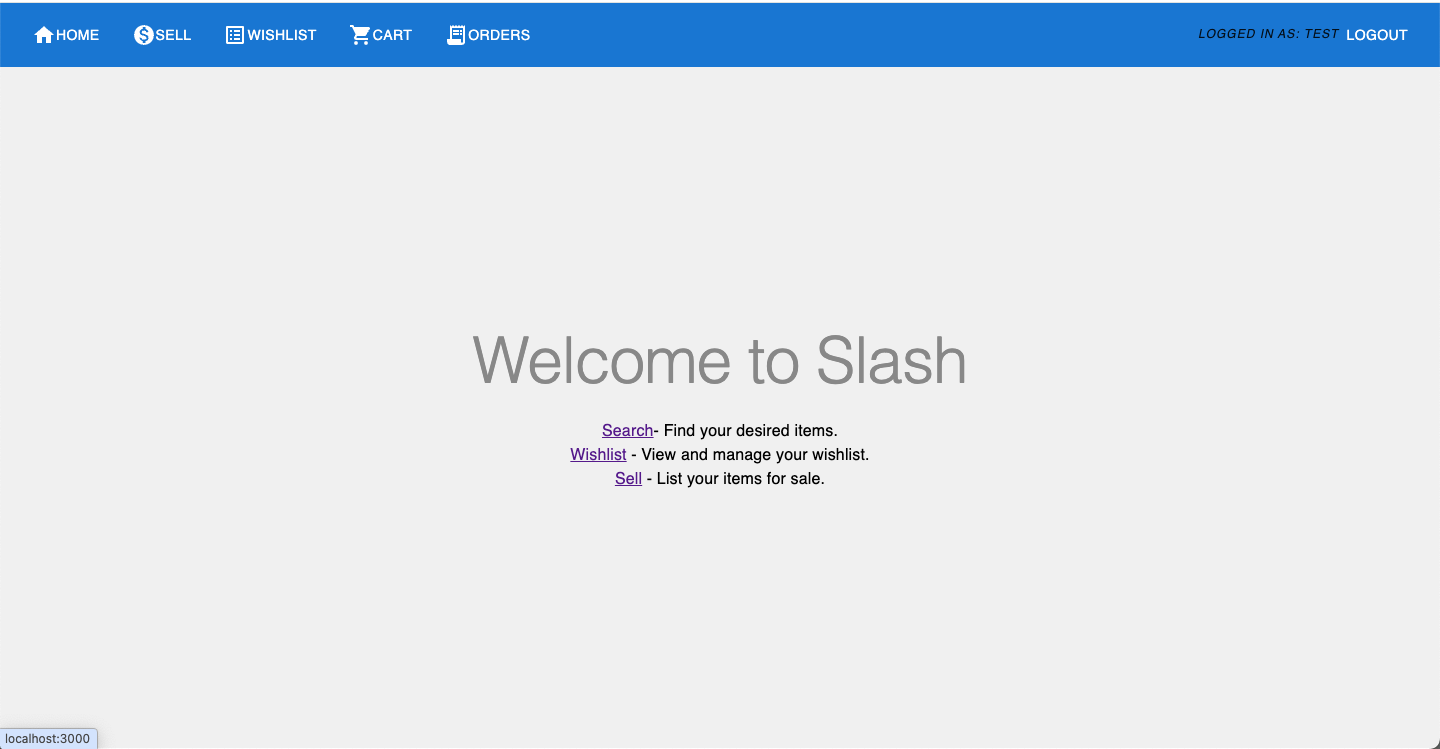 HOME SELL WISHLIST CART ORDERS LOGGED IN AS: TEST LOGOUT
Welcome to Slash
Search- Find your desired items.
Wishlist - View and manage your wishlist.
Sell - List your items for sale.
localhost:3000